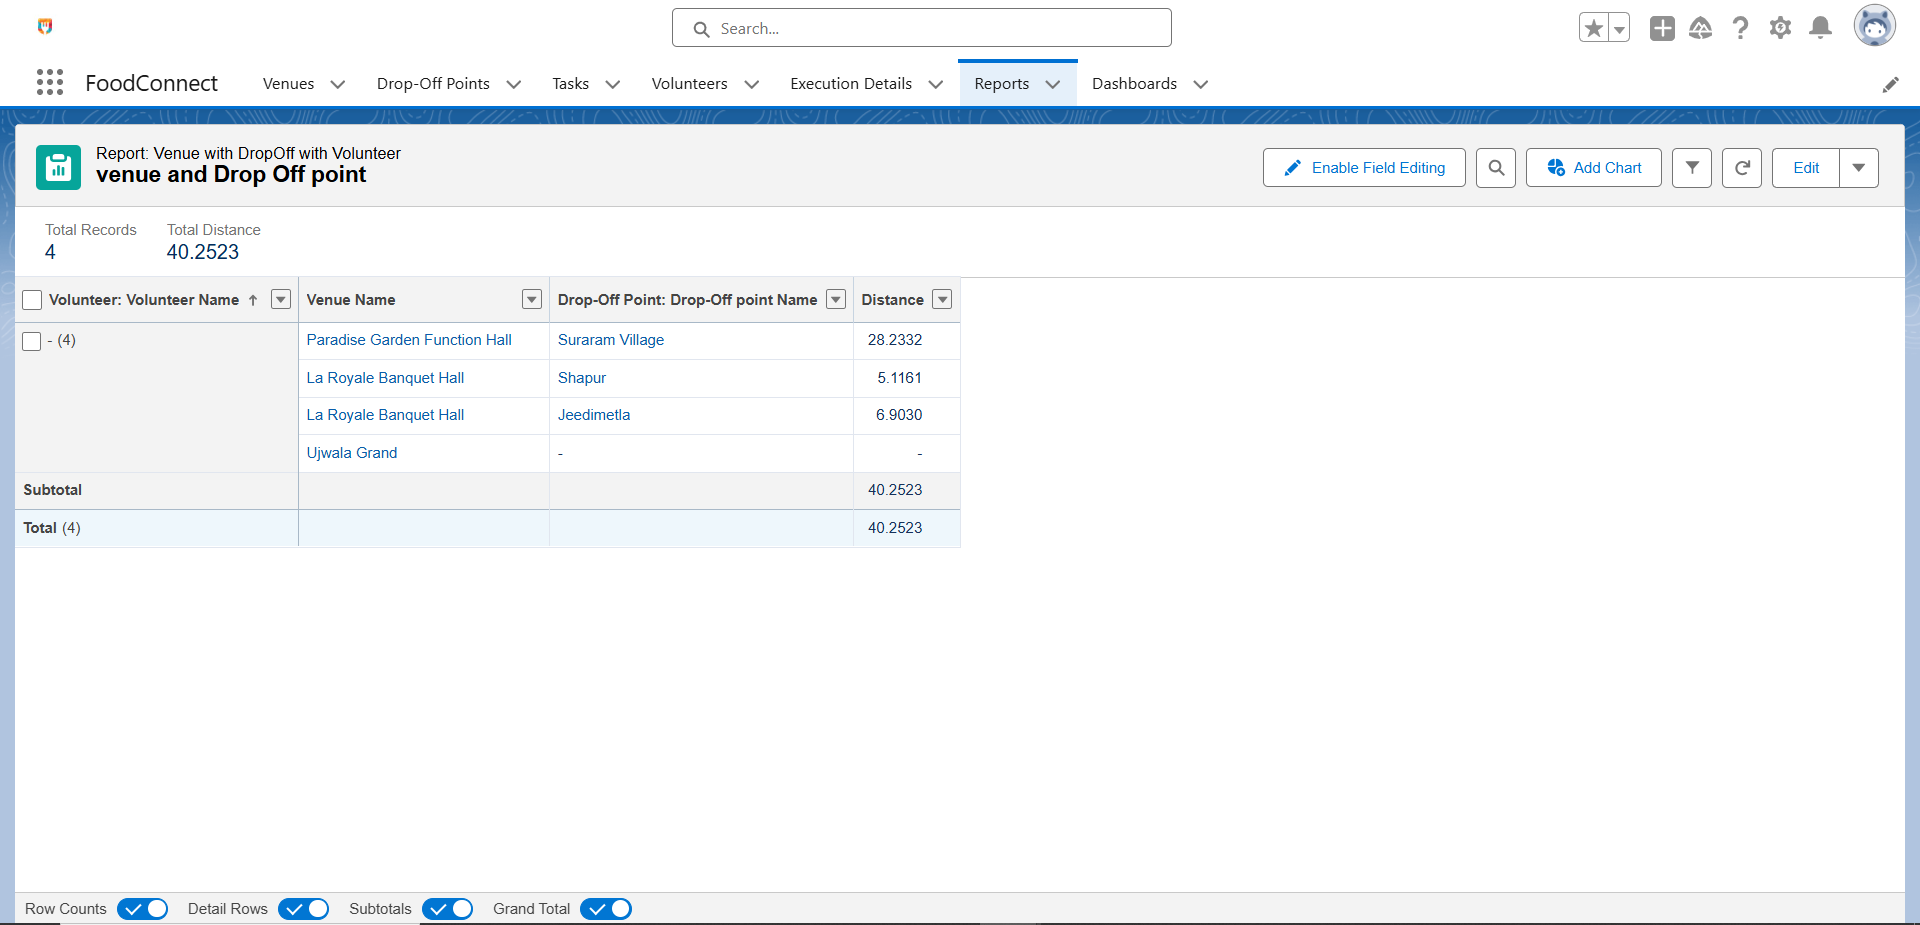 Search...
FoodConnect Venues Drop-Off Points Tasks Volunteers Execution Details Reports Dashboards
Report: Venue with DropOff with Volunteer
venue and Drop Off point
Enable Field Editing Add Chart Edit
Total Records Total Distance
4 40.2523
Volunteer: Volunteer Name ↑ Venue Name Drop-Off Point: Drop-Off point Name Distance
- (4) Paradise Garden Function Hall Suraram Village 28.2332
La Royale Banquet Hall Shapur 5.1161
La Royale Banquet Hall Jeedimetla 6.9030
Ujwala Grand - -
Subtotal 40.2523
Total (4) 40.2523
Row Counts Detail Rows Subtotals Grand Total